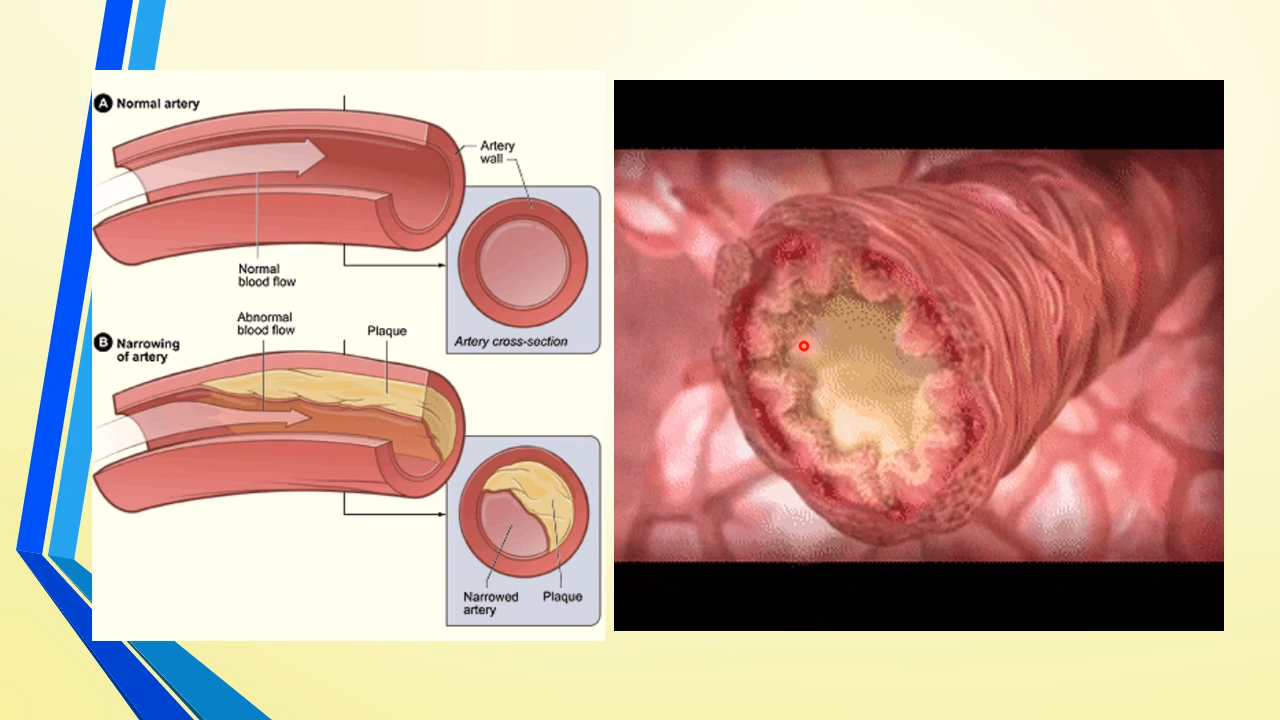 A Normal artery
Artery
wall
Normal
blood flow
Artery cross-section
Abnormal
blood flow
Plaque
B Narrowing
of artery
Narrowed
artery
Plaque